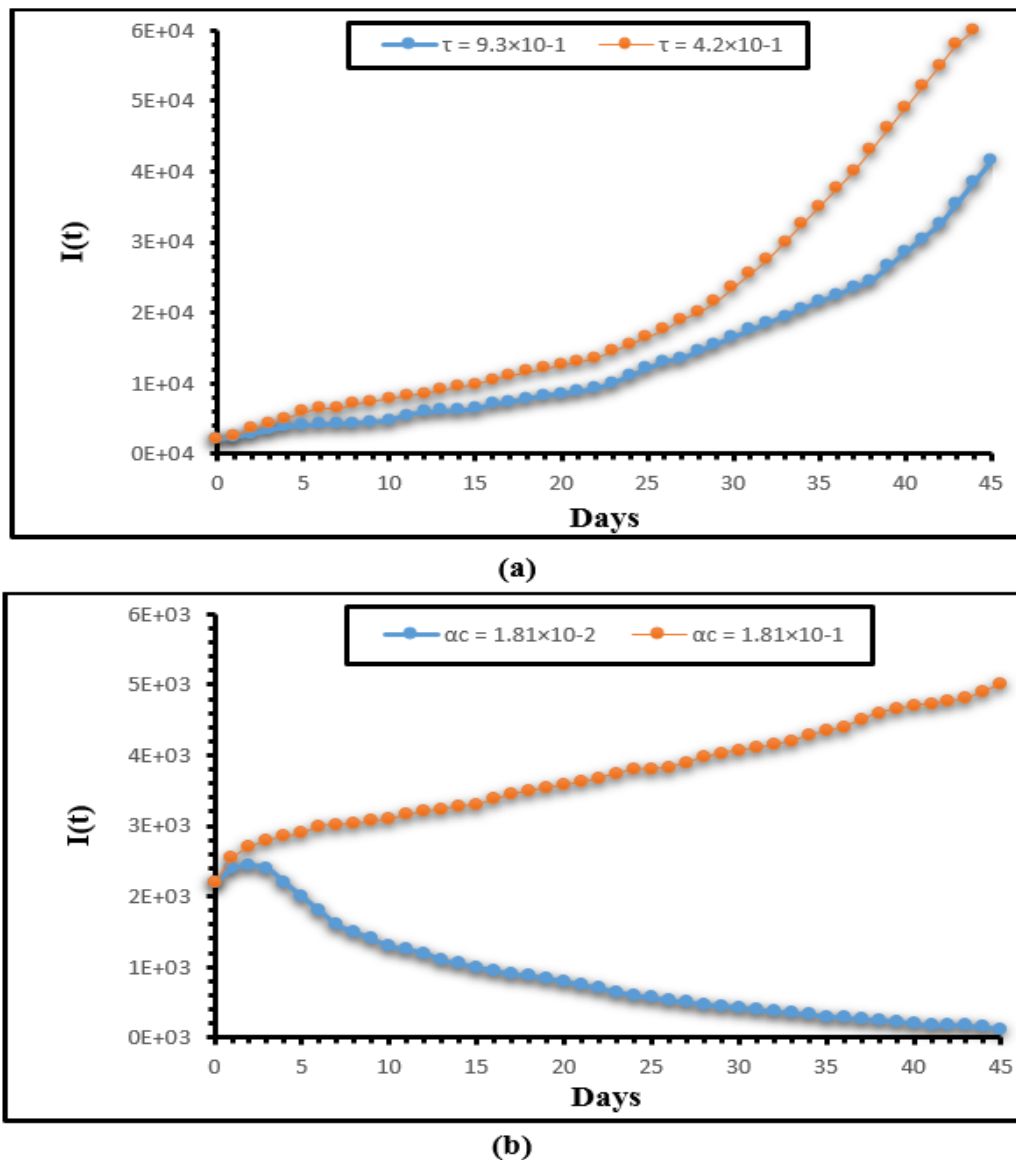 τ = 9.3×10-1 τ = 4.2×10-1
6E+04
5E+04
4E+04
3E+04
2E+04
1E+04
0E+04
I(t)
0 5 10 15 20 25 30 35 40 45
Days
(a)
αc = 1.81×10-2 αc = 1.81×10-1
6E+03
5E+03
4E+03
3E+03
2E+03
1E+03
0E+03
I(t)
0 5 10 15 20 25 30 35 40 45
Days
(b)